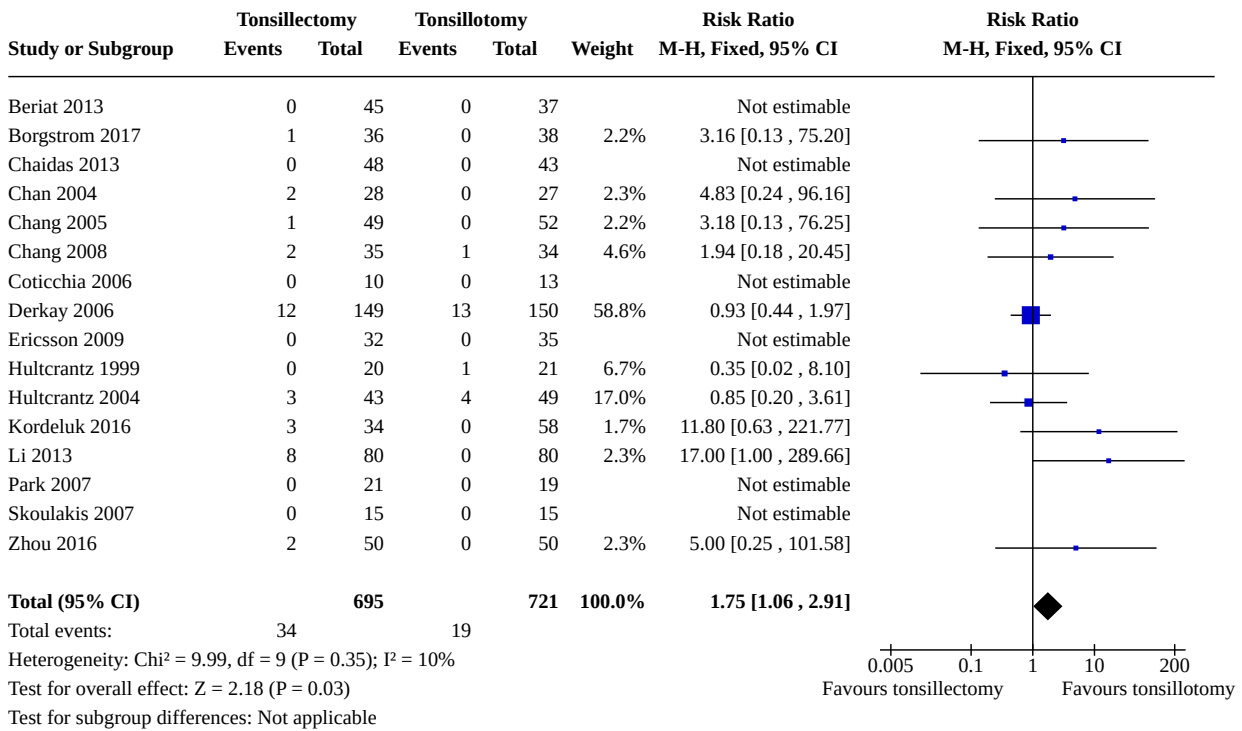 Tonsillectomy Tonsillotomy Risk Ratio Risk Ratio
Study or Subgroup Events Total Events Total Weight M-H, Fixed, 95% CI M-H, Fixed, 95% CI
Beriat 2013 0 45 0 37 Not estimable
Borgstrom 2017 1 36 0 38 2.2% 3.16 [0.13 , 75.20]
Chaidas 2013 0 48 0 43 Not estimable
Chan 2004 2 28 0 27 2.3% 4.83 [0.24 , 96.16]
Chang 2005 1 49 0 52 2.2% 3.18 [0.13 , 76.25]
Chang 2008 2 35 1 34 4.6% 1.94 [0.18 , 20.45]
Coticchia 2006 0 10 0 13 Not estimable
Derkay 2006 12 149 13 150 58.8% 0.93 [0.44 , 1.97]
Ericsson 2009 0 32 0 35 Not estimable
Hultcrantz 1999 0 20 1 21 6.7% 0.35 [0.02 , 8.10]
Hultcrantz 2004 3 43 4 49 17.0% 0.85 [0.20 , 3.61]
Kordeluk 2016 3 34 0 58 1.7% 11.80 [0.63 , 221.77]
Li 2013 8 80 0 80 2.3% 17.00 [1.00 , 289.66]
Park 2007 0 21 0 19 Not estimable
Skoulakis 2007 0 15 0 15 Not estimable
Zhou 2016 2 50 0 50 2.3% 5.00 [0.25 , 101.58]
Total (95% CI) 695 721 100.0% 1.75 [1.06 , 2.91]
Total events: 34 19
Heterogeneity: Chi² = 9.99, df = 9 (P = 0.35); I² = 10%
0.005 0.1 1 10 200
Test for overall effect: Z = 2.18 (P = 0.03)
Favours tonsillectomy Favours tonsillotomy
Test for subgroup differences: Not applicable